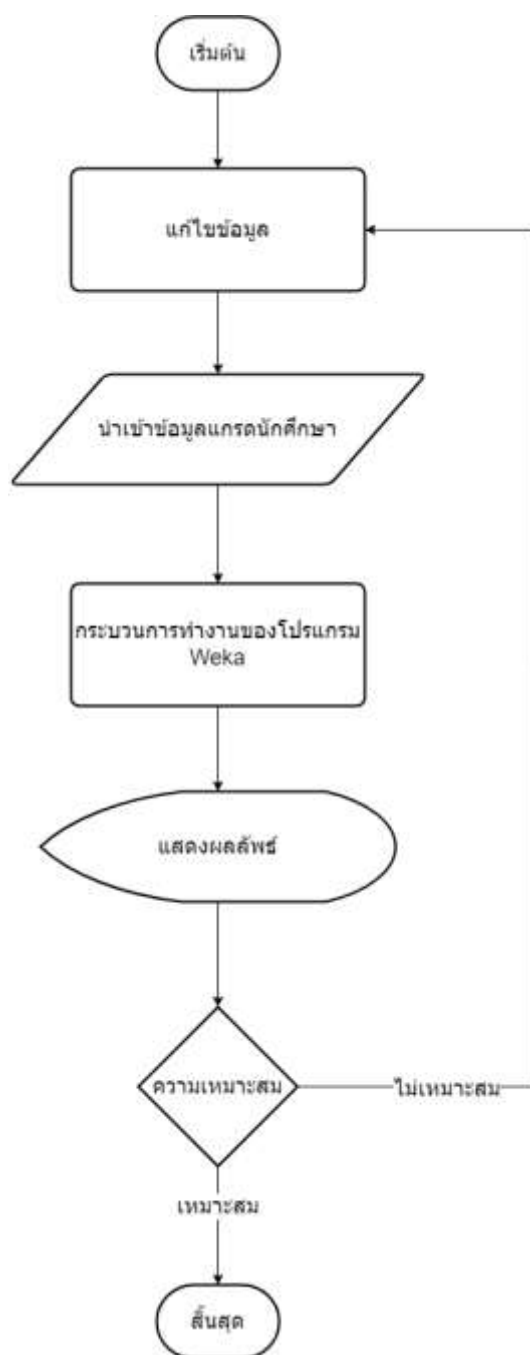 เริ่มต้น
แก้ไขข้อมูล
นำเข้าข้อมูลเกรดนักศึกษา
กระบวนการทำงานของโปรแกรม
Weka
แสดงผลลัพธ์
ความเหมาะสม
ไม่เหมาะสม
เหมาะสม
สิ้นสุด